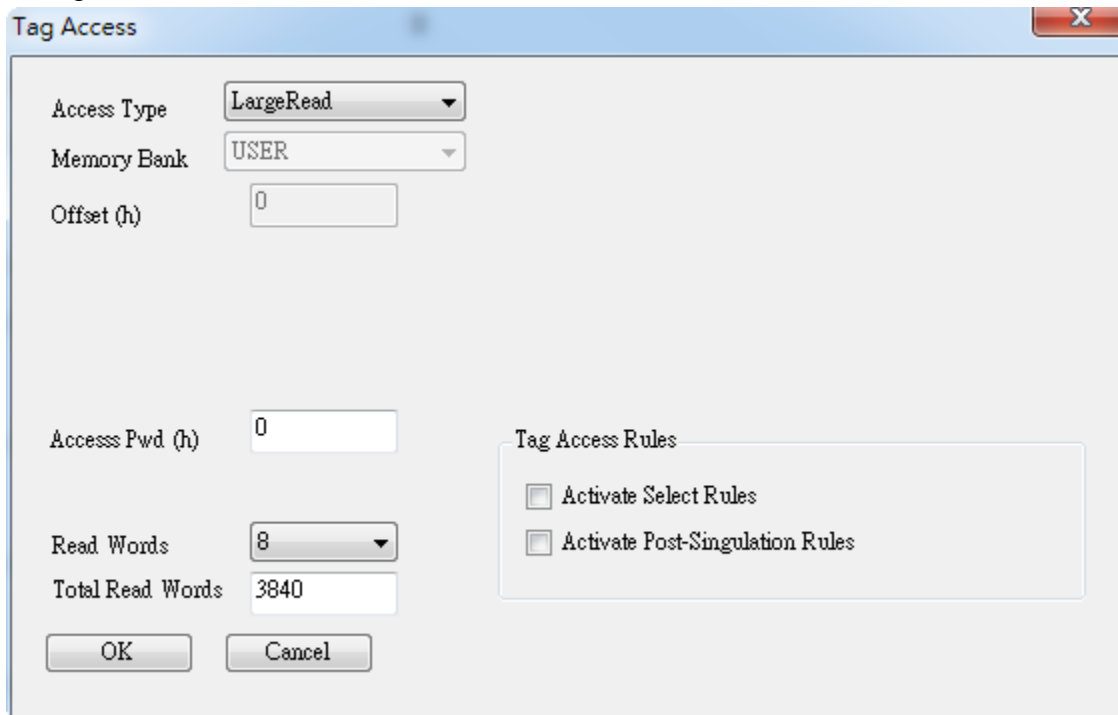 Tag Access
Access Type LargeRead
Memory Bank USER
Offset (h) 0
Accesss Pwd (h) 0
Tag Access Rules
Activate Select Rules
Read Words 8
Activate Post-Singulation Rules
Total Read Words 3840
OK Cancel